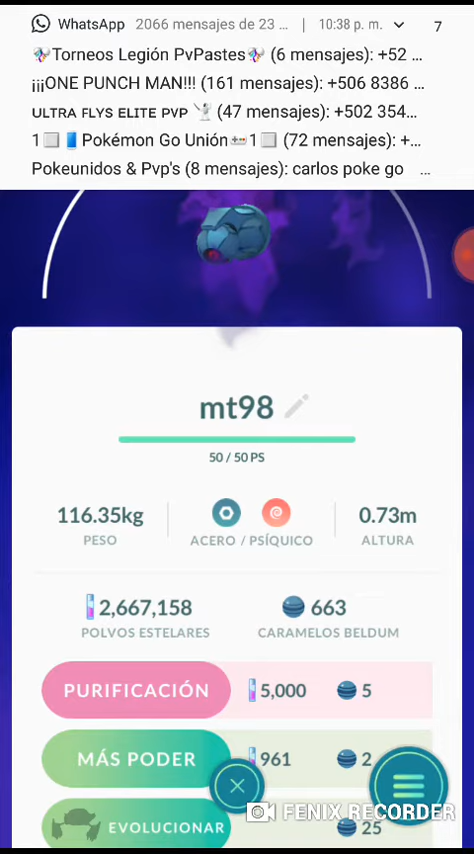 WhatsApp 2066 mensajes de 23 ... | 10:38 p. m. 7
Torneos Legión PvPastes (6 mensajes): +52 ...
¡¡¡ONE PUNCH MAN!!! (161 mensajes): +506 8386 ...
ULTRA FLYS ELITE PVP (47 mensajes): +502 354...
1 Pokémon Go Unión 1 (72 mensajes): +...
Pokeunidos & Pvp's (8 mensajes): carlos poke go ...
mt98
50 / 50 PS
116.35kg 0.73m
PESO ACERO / PSÍQUICO ALTURA
2,667,158 663
POLVOS ESTELARES CARAMELOS BELDUM
PURIFICACIÓN 5,000 5
MÁS PODER 961 2
FENIX RECORDER
EVOLUCIONAR 25